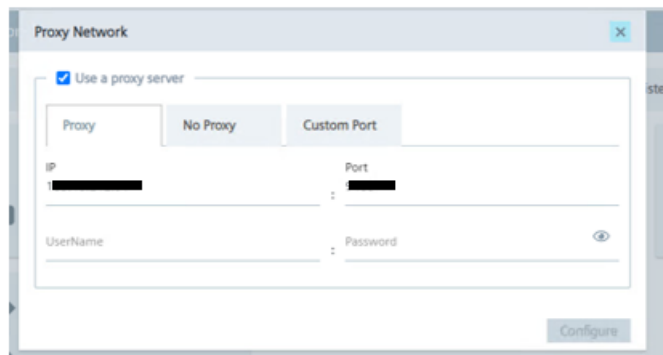 Proxy Network
Use a proxy server
Proxy No Proxy Custom Port
IP Port
: 
UserName : Password
Configure